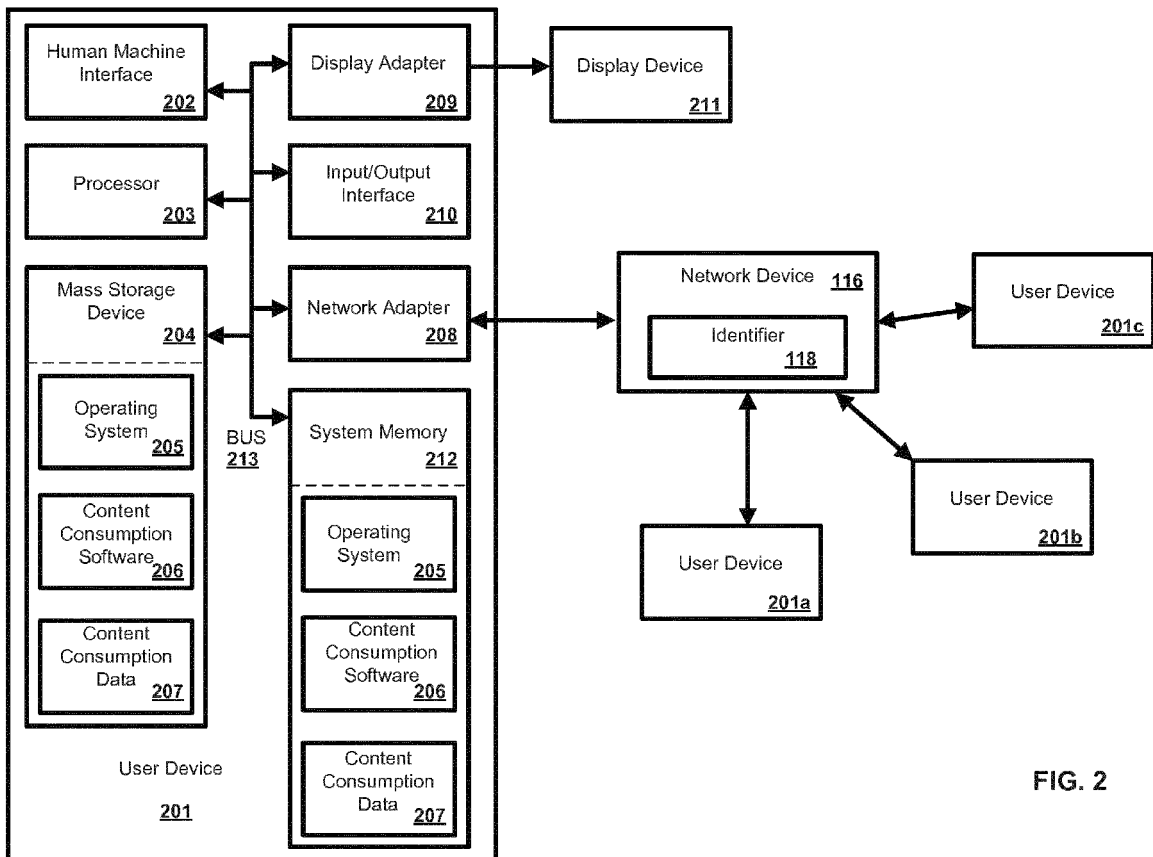 Human Machine
Interface
202
Display Adapter
209
Display Device
211
Processor
203
Input/Output
Interface
210
Mass Storage
Device
204
Network Adapter
208
Network Device 116
Identifier
118
User Device
201c
Operating
System
205
BUS
213
System Memory
212
Content
Consumption
Software
206
Operating
System
205
User Device
201b
User Device
201a
Content
Consumption
Data
207
Content
Consumption
Software
206
User Device
201
Content
Consumption
Data
207
FIG. 2